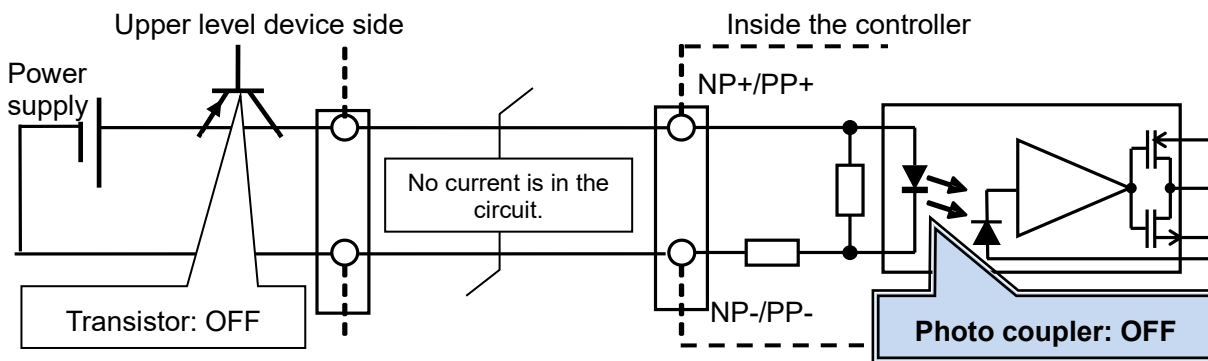 Upper level device side
Inside the controller
Power
supply
NP+/PP+
No current is in the
circuit.
Transistor: OFF
NP-/PP-
Photo coupler: OFF